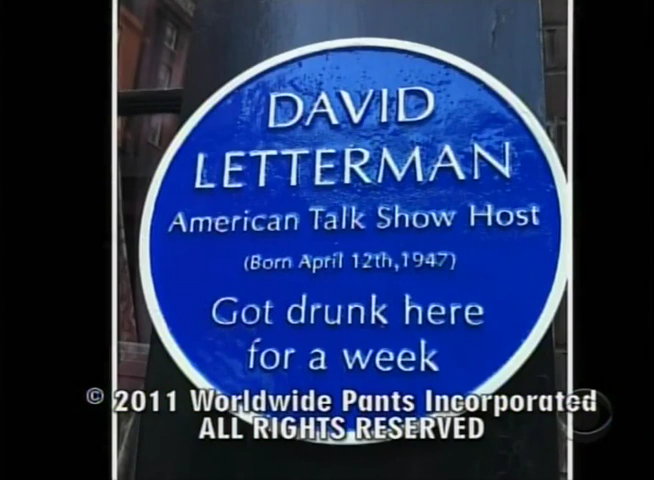 DAVID
LETTERMAN
American Talk Show Host
(Born April 12th, 1947)
Got drunk here
for a week
© 2011 Worldwide Pants Incorporated
ALL RIGHTS RESERVED